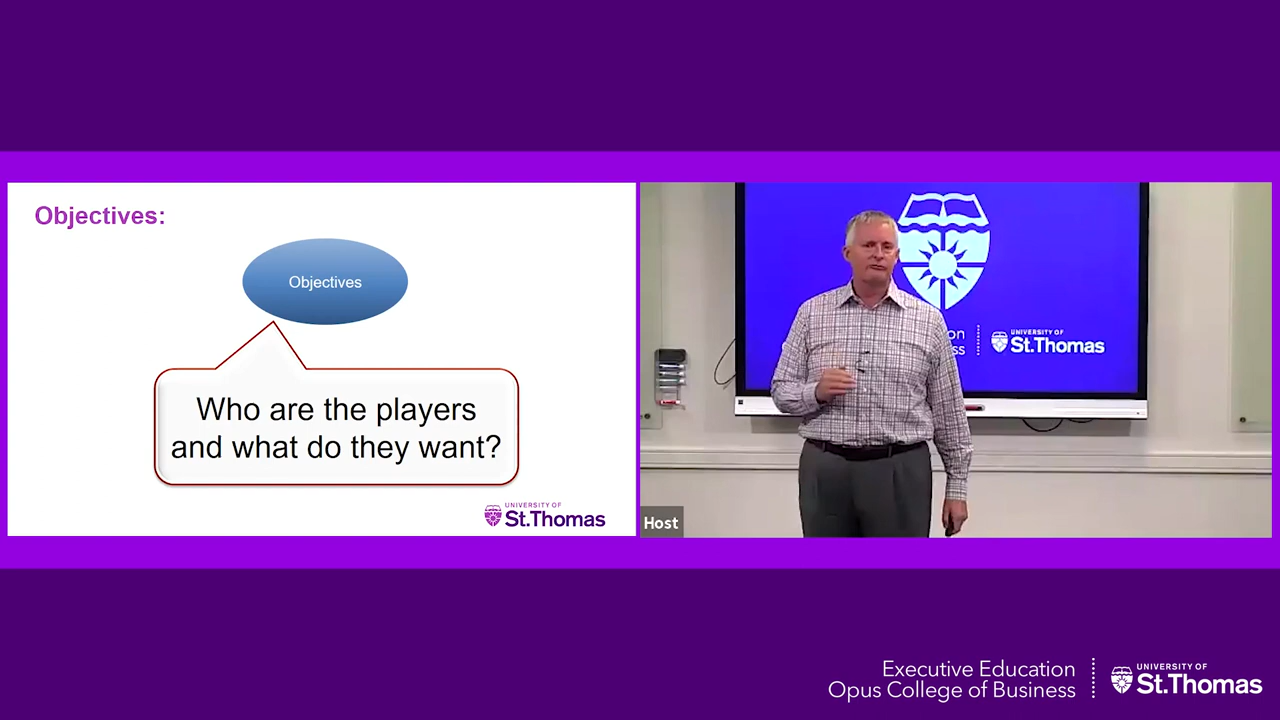 Objectives:
Objectives
Who are the players
and what do they want?
UNIVERSITY OF
St.Thomas
UNIVERSITY OF
St.Thomas
Host
Executive Education
Opus College of Business
UNIVERSITY OF
St.Thomas